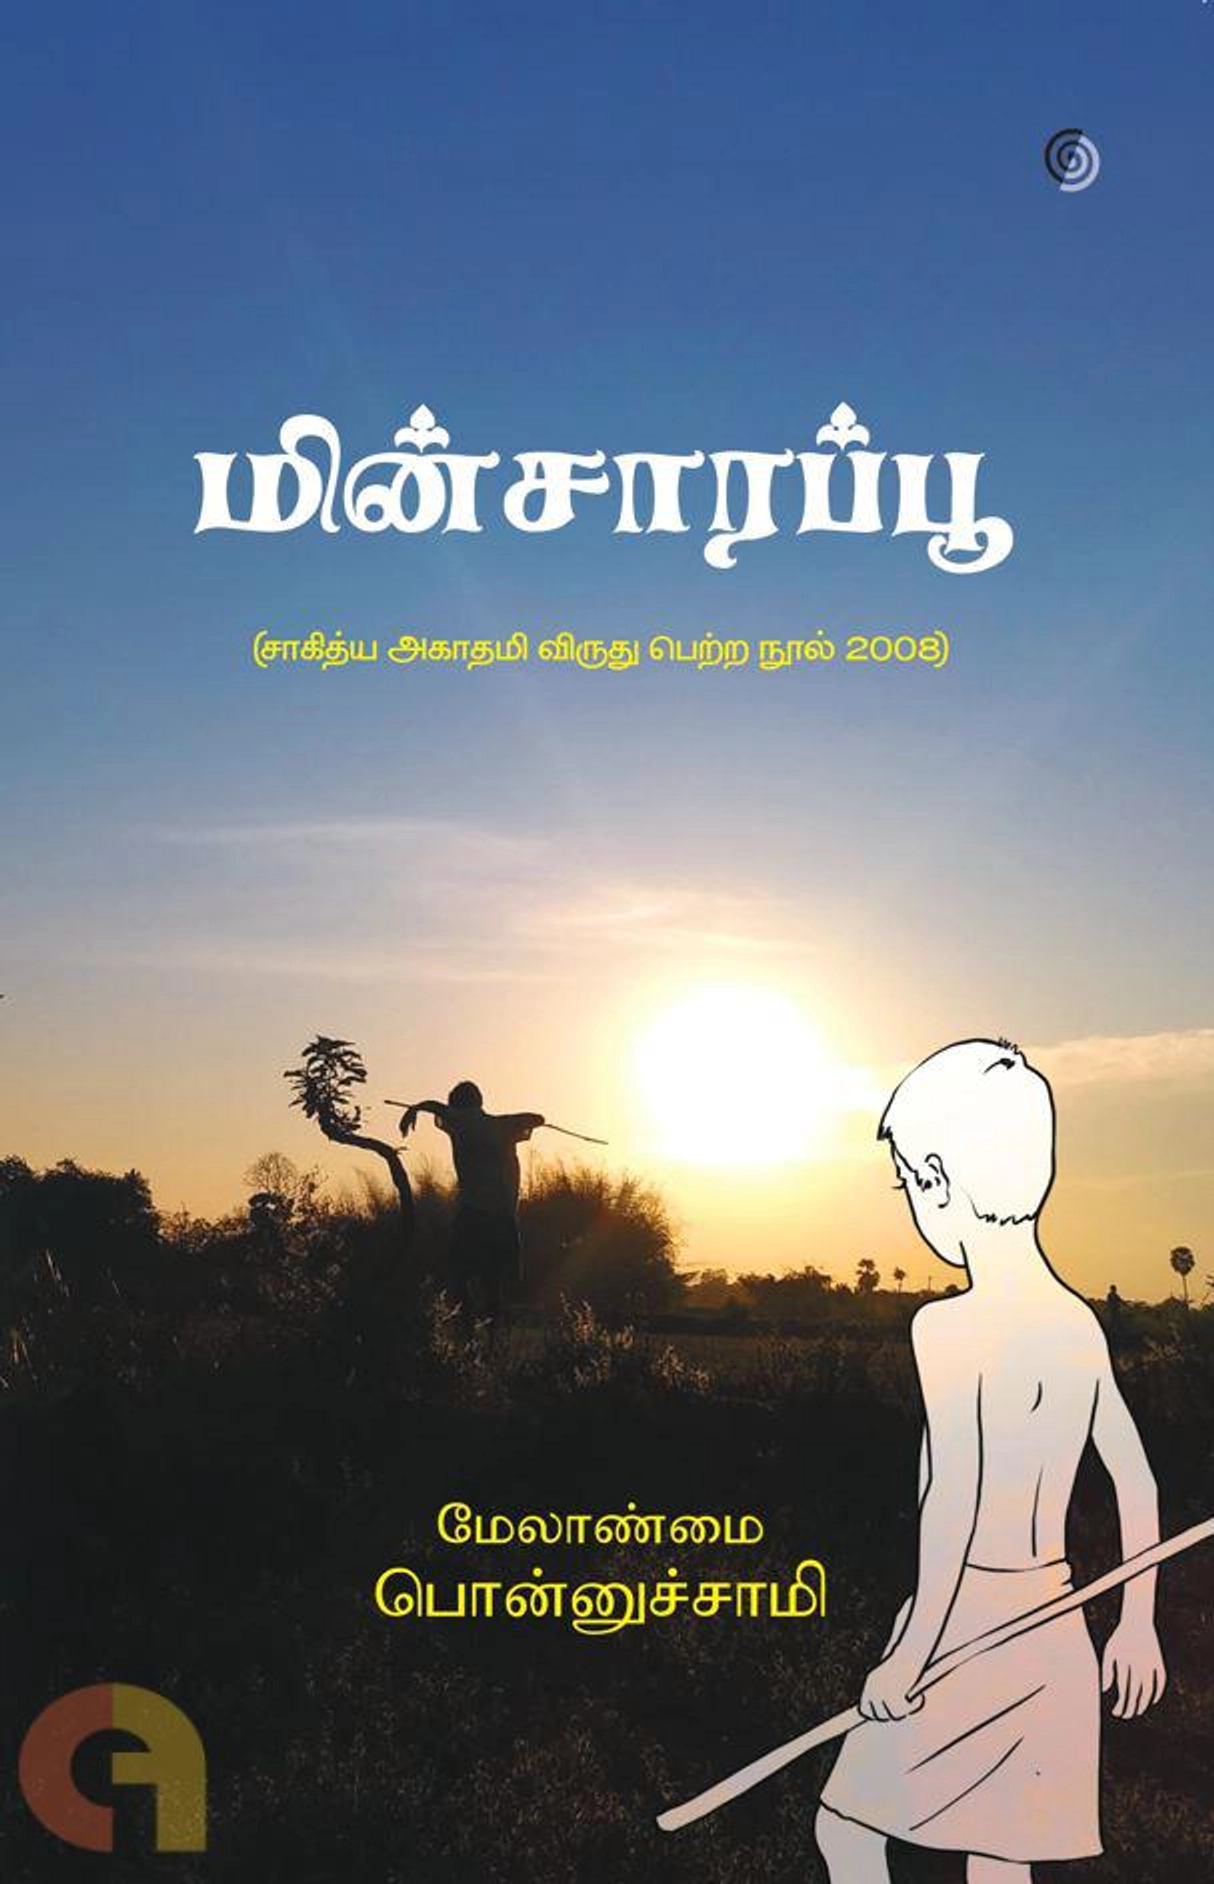 மின்சாரப்பூ
(சாகித்ய அகாதமி விருது பெற்ற நூல் 2008)
மேலாண்மை
பொன்னுச்சாமி